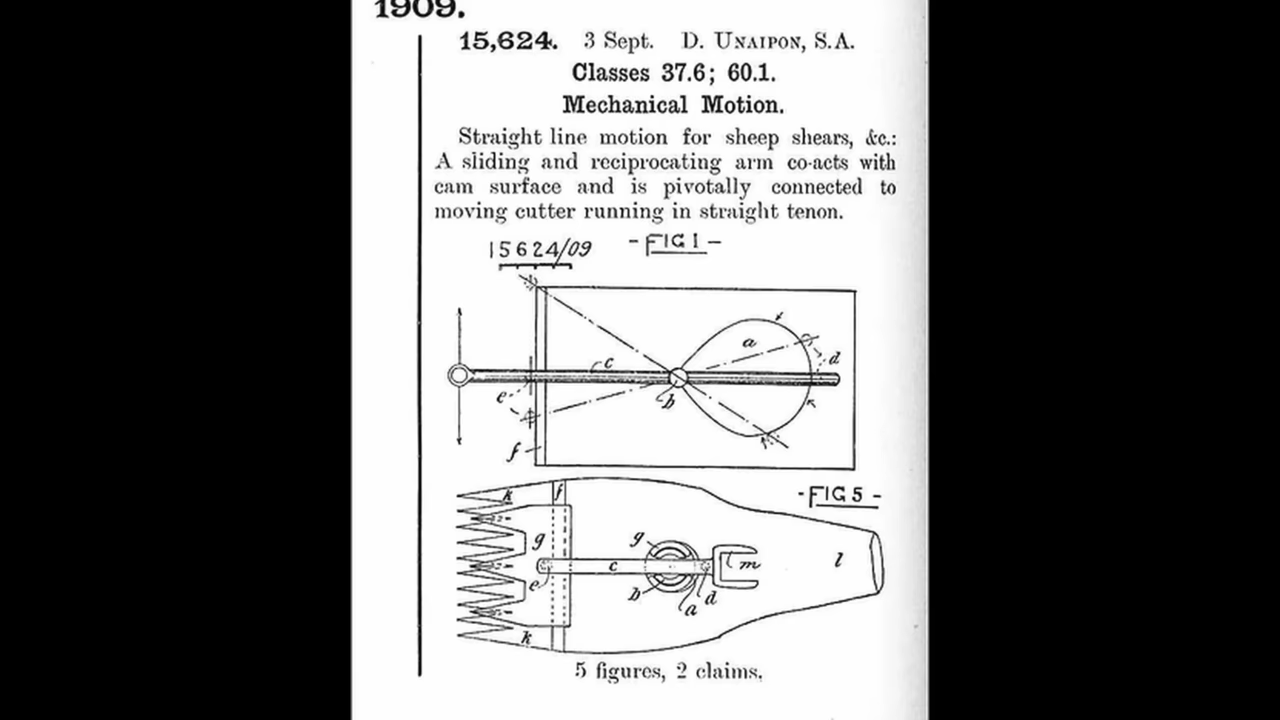 1909.
15,624. 3 Sept. D. UNAIPON, S.A.
Classes 37.6; 60.1.
Mechanical Motion.
Straight line motion for sheep shears, &c.:
A sliding and reciprocating arm co-acts with
cam surface and is pivotally connected to
moving cutter running in straight tenon.
15624/09
- FIG 1 -
a
c
d
e
b
f
- FIG 5 -
k
f
g
g
c
m
l
e
b
a
d
k
5 figures, 2 claims.